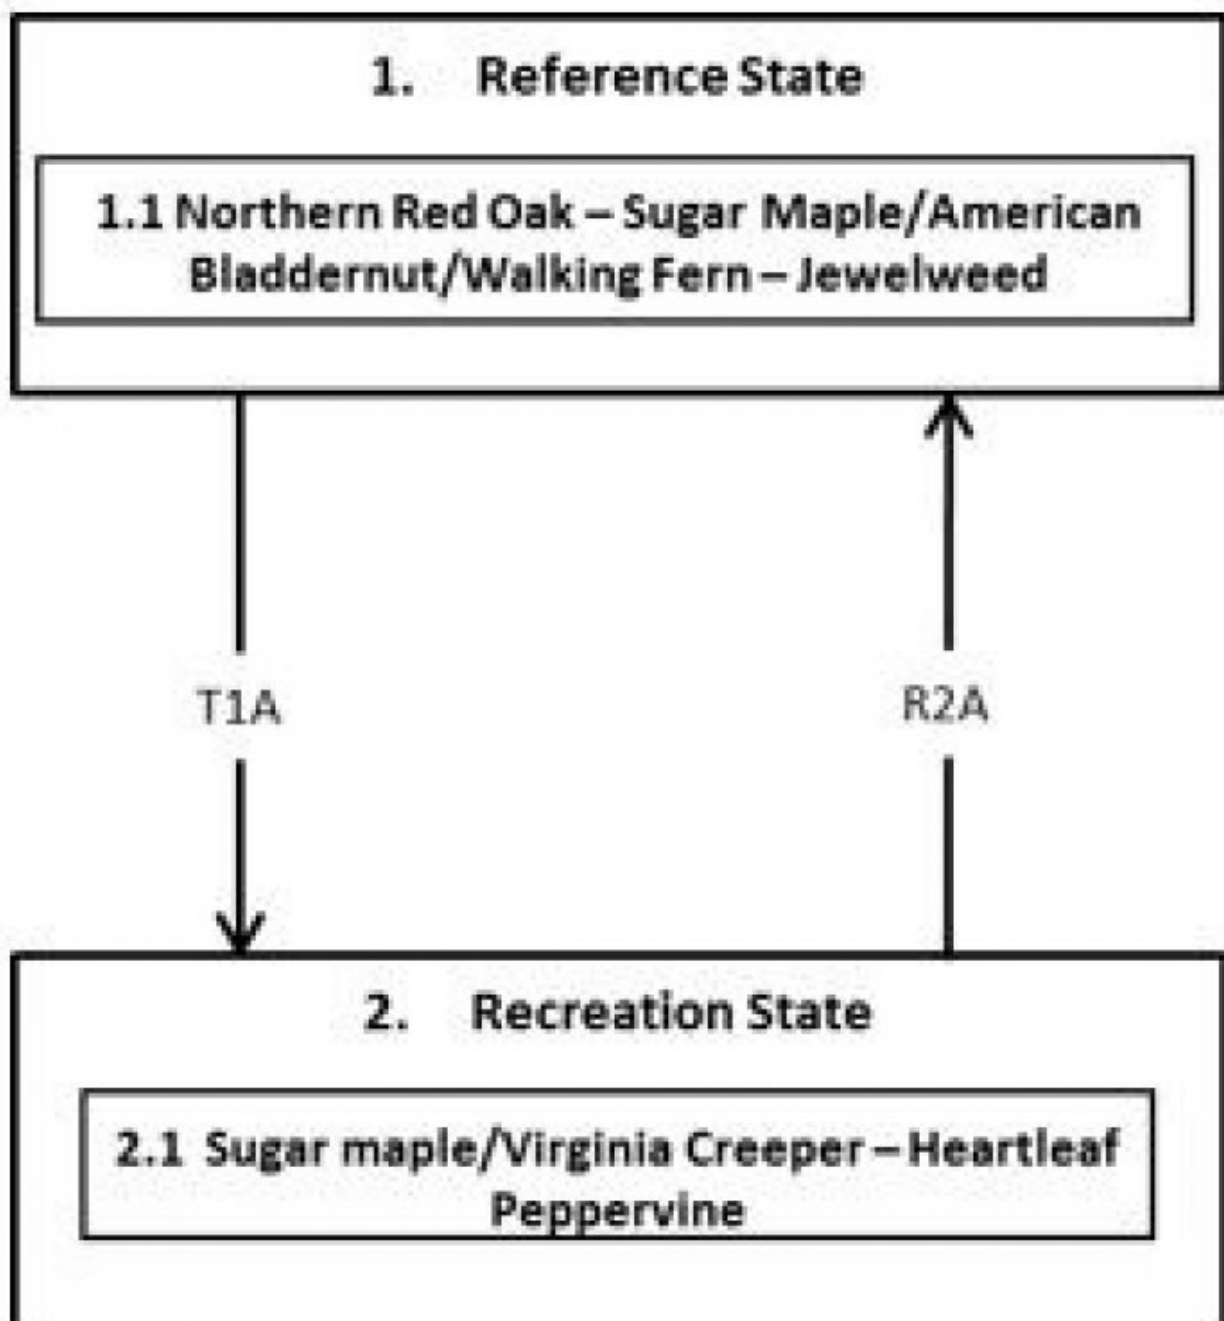 1. Reference State
1.1 Northern Red Oak – Sugar Maple/American
Bladdernut/Walking Fern – Jewelweed
T1A
R2A
2. Recreation State
2.1 Sugar maple/Virginia Creeper – Heartleaf
Peppervine